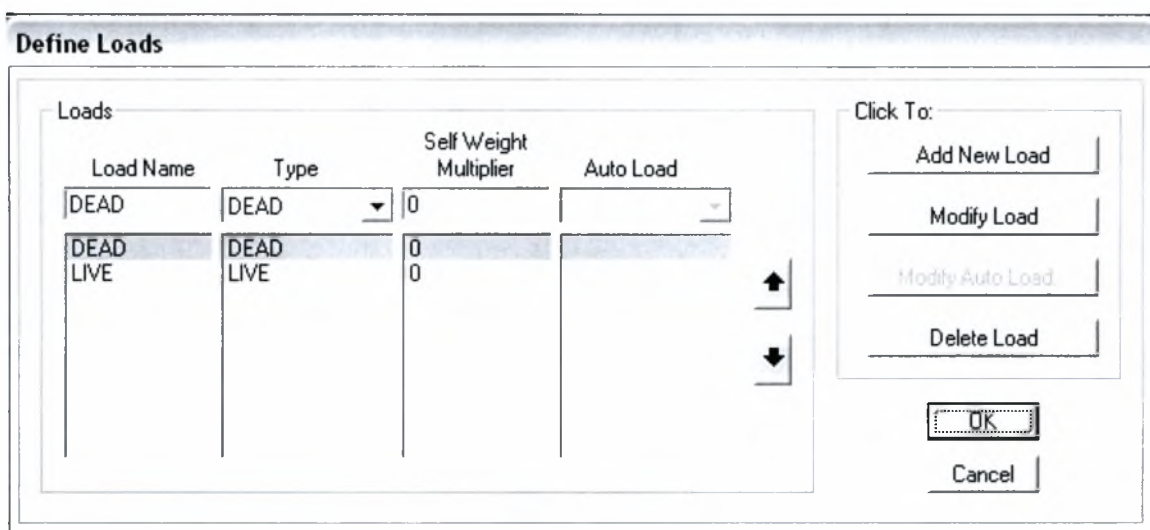 Define Loads
Loads
Load Name Type Self Weight Multiplier Auto Load
DEAD DEAD 0
DEAD DEAD 0
LIVE LIVE 0
Click To:
Add New Load
Modify Load
Modify Auto Load
Delete Load
OK
Cancel